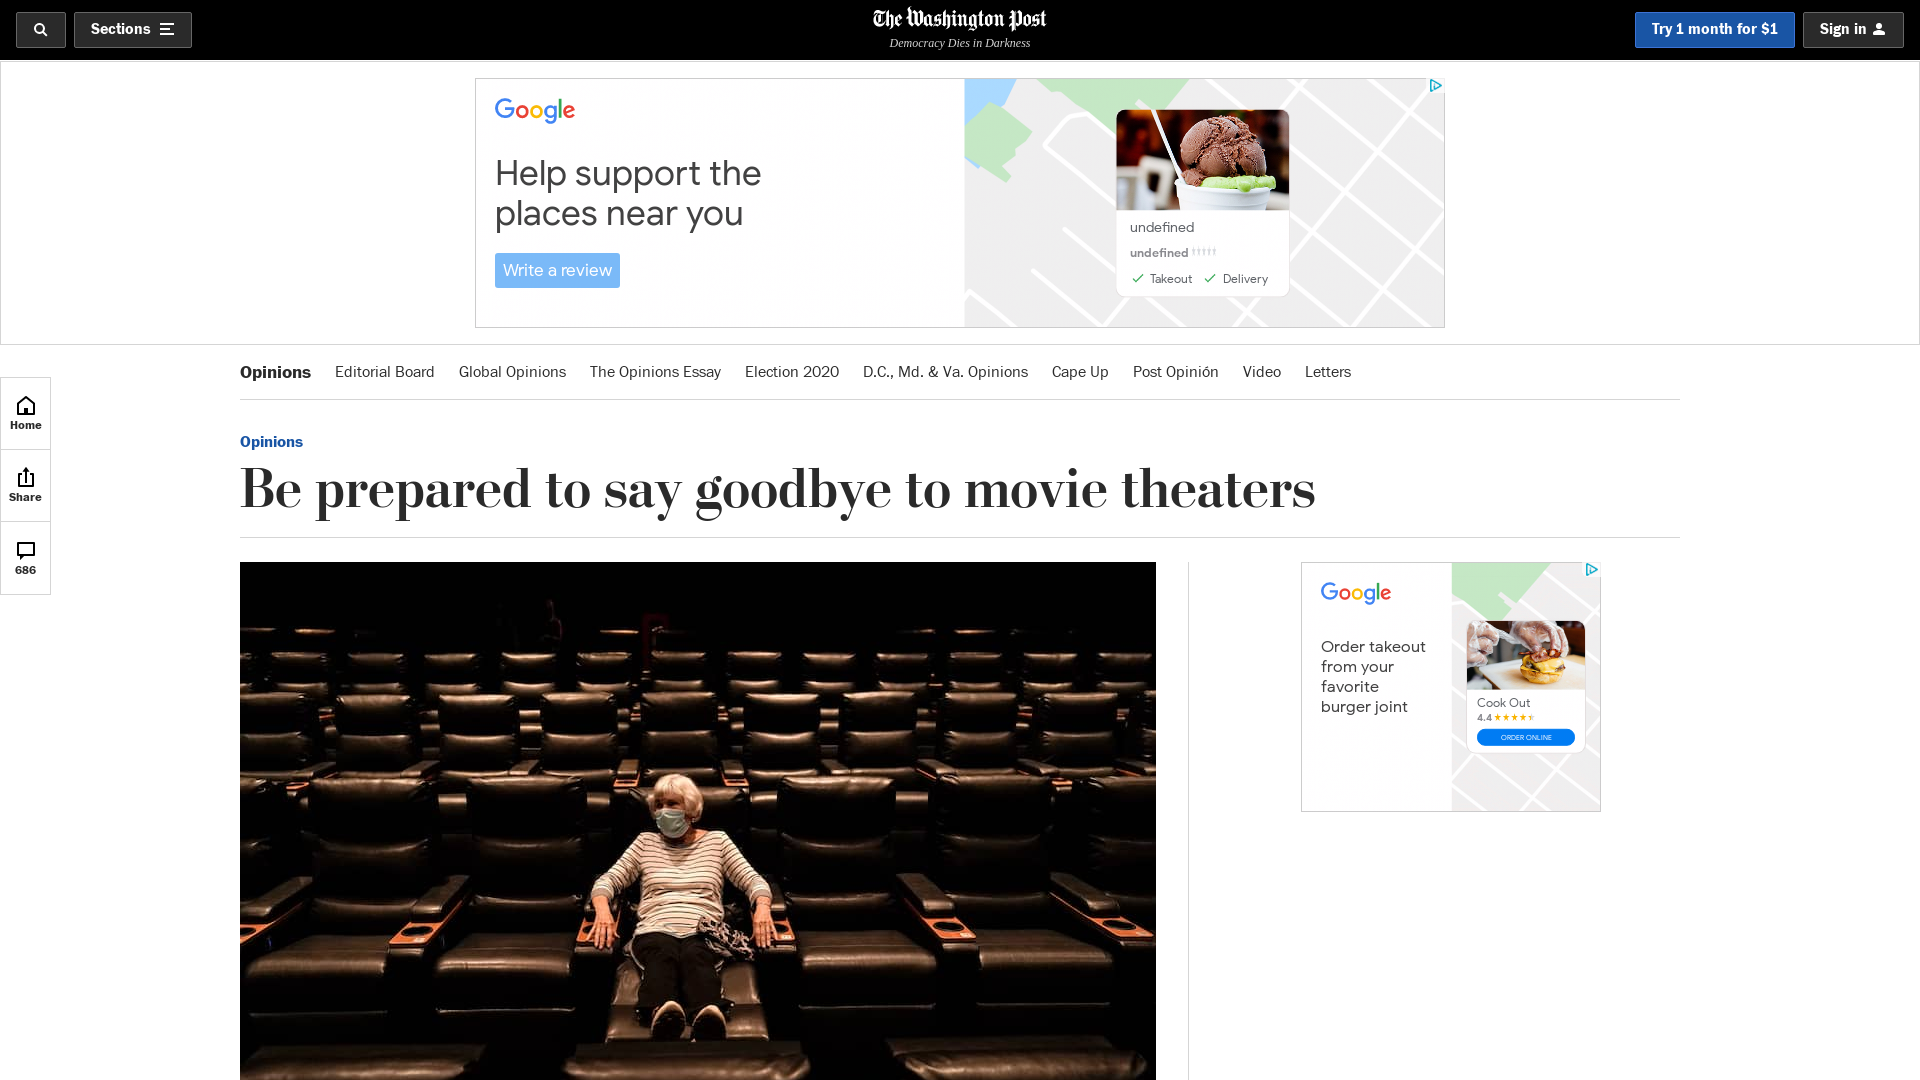 Sections
The Washington Post
Democracy Dies in Darkness
Try 1 month for $1
Sign in
Google
Help support the
places near you
Write a review
undefined
undefined
Takeout
Delivery
Opinions
Editorial Board
Global Opinions
The Opinions Essay
Election 2020
D.C., Md. & Va. Opinions
Cape Up
Post Opinión
Video
Letters
Home
Share
686
Opinions
Be prepared to say goodbye to movie theaters
Google
Order takeout
from your
favorite
burger joint
Cook Out
4.4
ORDER ONLINE